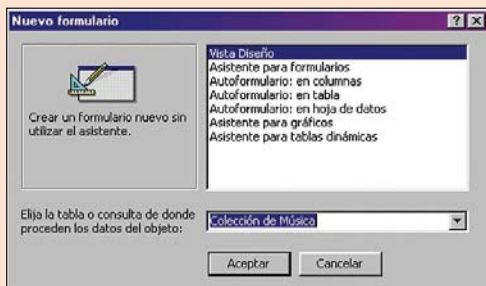 Nuevo formulario
Vista Diseño
Asistente para formularios
Autoformulario: en columnas
Autoformulario: en tabla
Autoformulario: en hoja de datos
Asistente para gráficos
Asistente para tablas dinámicas
Crear un formulario nuevo sin
utilizar el asistente.
Elija la tabla o consulta de donde
proceden los datos del objeto:
Colección de Música
Aceptar
Cancelar